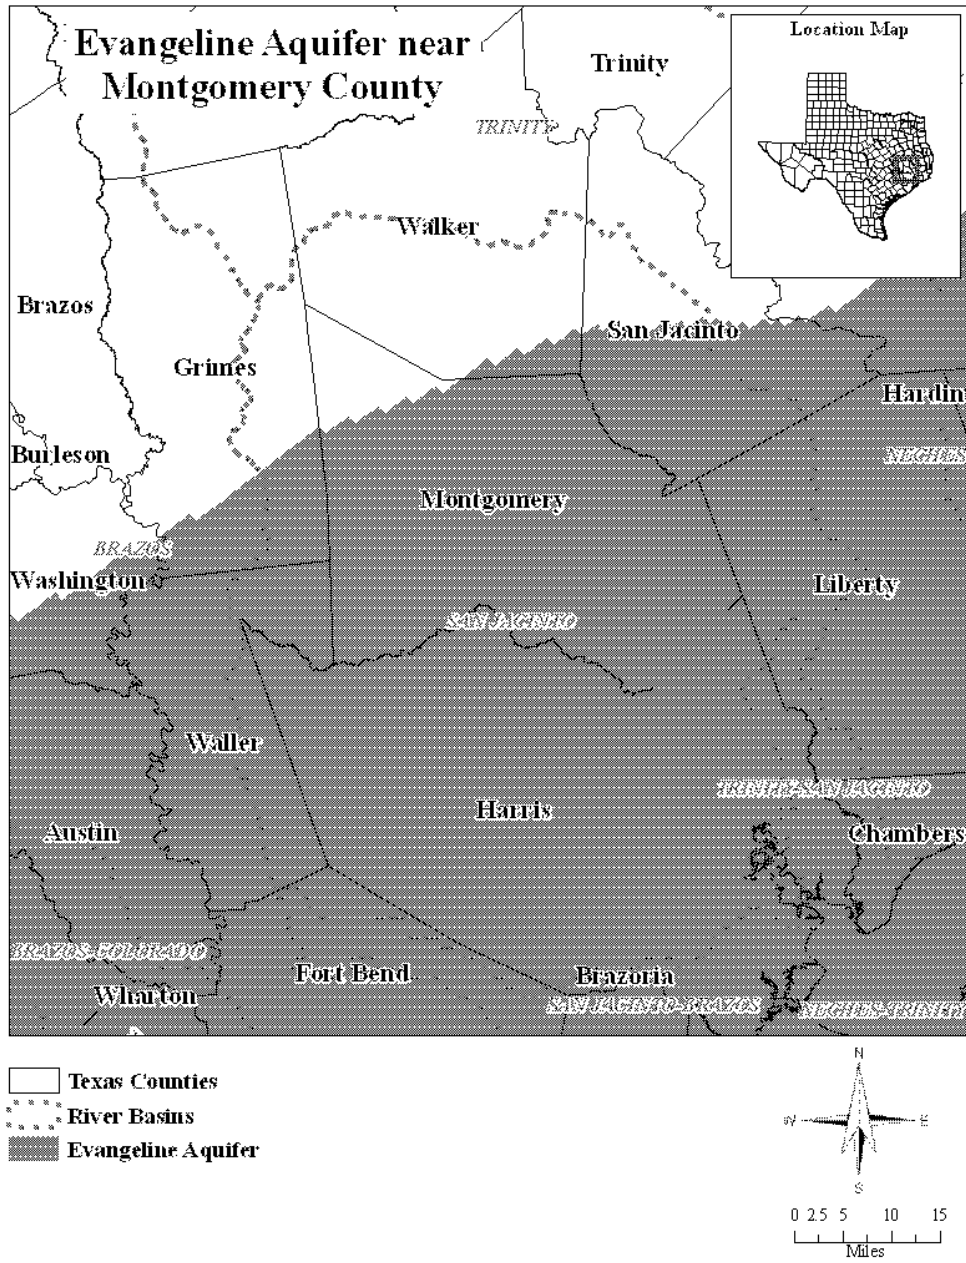 Evangeline Aquifer near
Montgomery County
Location Map
Trinity
TRINITY
Walker
Brazos
San Jacinto
Grimes
Hardin
Burleson
NECHES
Montgomery
BRAZOS
Washington
Liberty
SAN JACINTO
Waller
TRINITY-SAN JACINTO
Harris
Austin
Chambers
BRAZOS-COLORADO
Fort Bend
Brazoria
Wharton
SAN JACINTO-BRAZOS
NECHES-TRINITY
Texas Counties
River Basins
Evangeline Aquifer
N
W
E
S
0 2.5 5 10 15
Miles